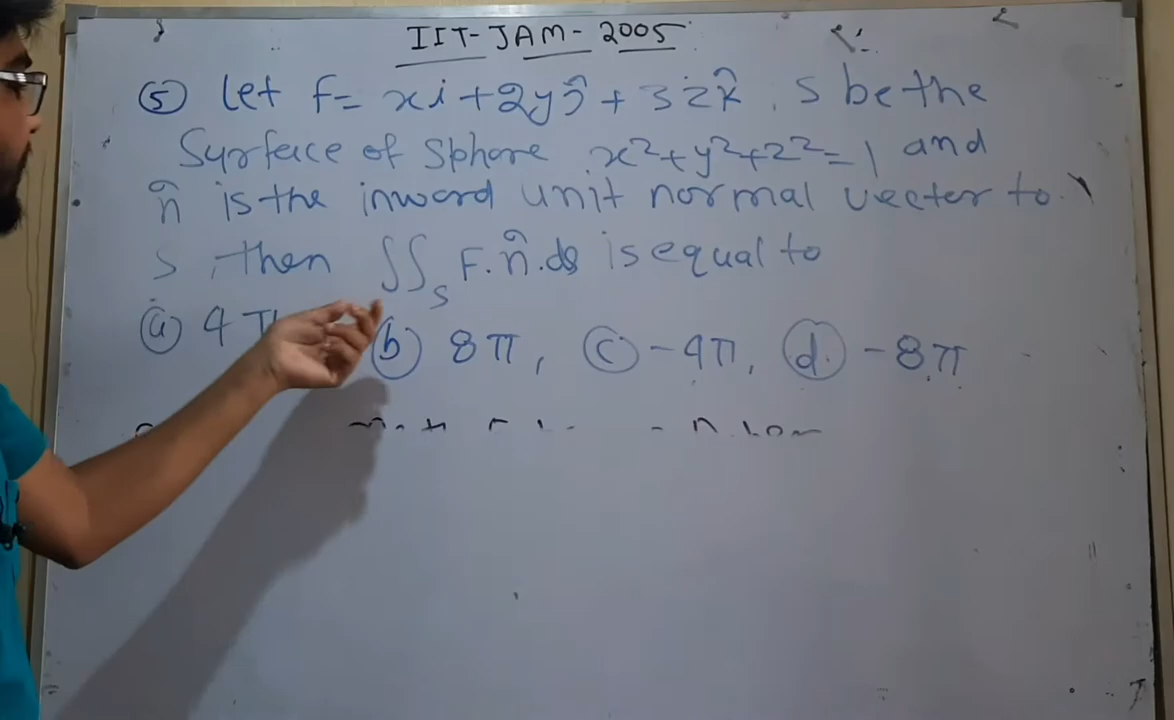 IIT-JAM-2005
⑤ Let F= xi+2yĵ+3zk̂, S be the
Surface of Sphere x²+y²+z²=1 and
n̂ is the inward unit normal vector to
S, then ∬ₛ F.n̂.ds is equal to
ⓐ 4π ⓑ 8π, ⓒ -4π, ⓓ. -8π